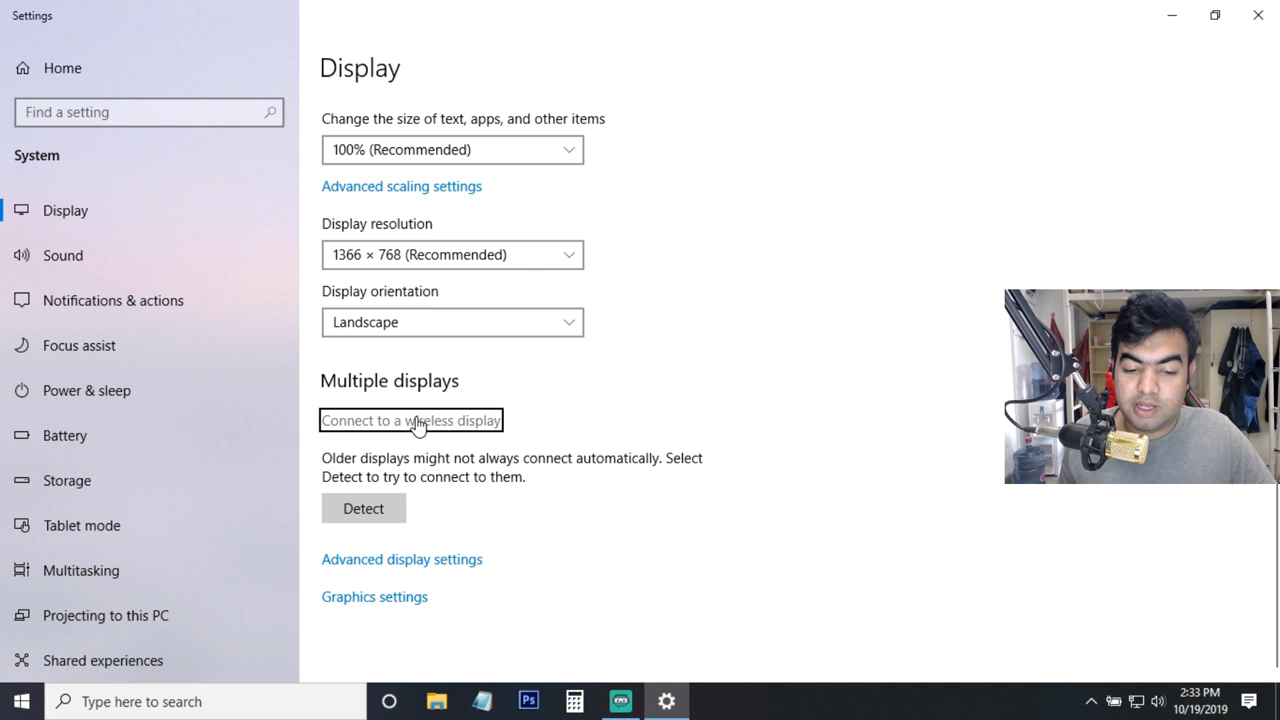 Settings
Home
Find a setting
System
Display
Sound
Notifications & actions
Focus assist
Power & sleep
Battery
Storage
Tablet mode
Multitasking
Projecting to this PC
Shared experiences
Display
Change the size of text, apps, and other items
100% (Recommended)
Advanced scaling settings
Display resolution
1366 × 768 (Recommended)
Display orientation
Landscape
Multiple displays
Connect to a wireless display
Older displays might not always connect automatically. Select
Detect to try to connect to them.
Detect
Advanced display settings
Graphics settings
Type here to search
Ps
2:33 PM
10/19/2019